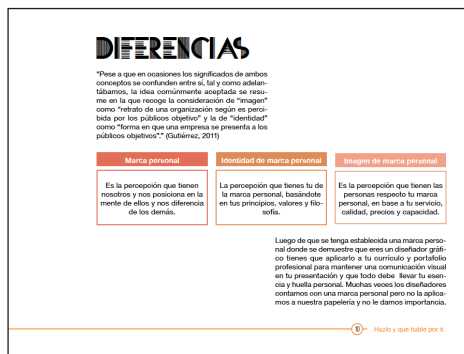 DIFERENCIAS
"Pese a que en ocasiones los significados de ambos
conceptos se confunden entre sí, tal y como adelan-
tábamos, la idea comúnmente aceptada se resu-
me en la que recoge la consideración de "imagen"
como "retrato de una organización según es perci-
bida por los públicos objetivo" y la de "identidad"
como "forma en que una empresa se presenta a los
públicos objetivos"." (Gutiérrez, 2011)
Marca personal
Es la percepción que tienen
nosotros y nos posiciona en la
mente de ellos y nos diferencia
de los demás.
Identidad de marca personal
La percepción que tienes tu de
la marca personal, basándote
en tus principios, valores y filo-
sofía.
Imagen de marca personal
Es la percepción que tienen las
personas respecto tu marca
personal, en base a tu servicio,
calidad, precios y capacidad.
Luego de que se tenga establecida una marca perso-
nal donde se demuestre que eres un diseñador gráfi-
co tienes que aplicarlo a tu currículo y portafolio
profesional para mantener una comunicación visual
en tu presentación y que todo debe llevar tu esen-
cia y huella personal. Muchas veces los diseñadores
contamos con una marca personal pero no la aplica-
mos a nuestra papelería y no le damos importancia.
10 Hazlo y que hable por ti